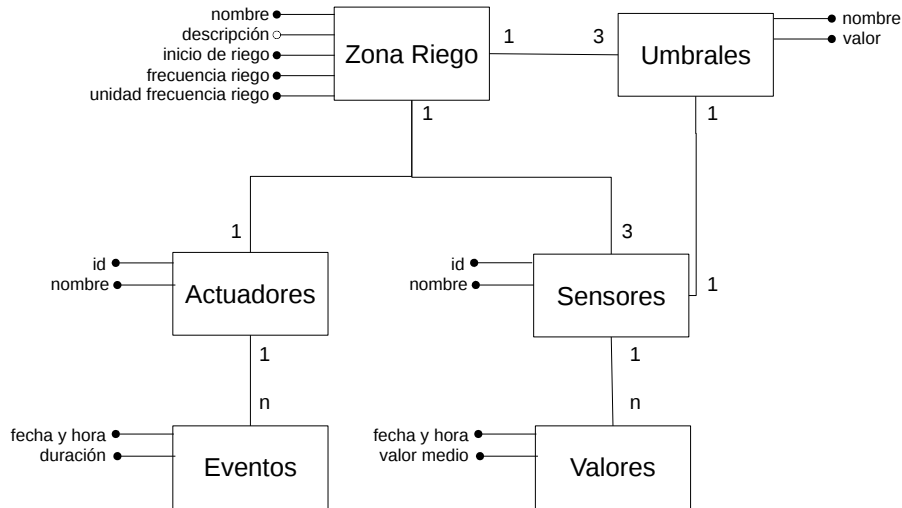 nombre
descripción
inicio de riego
frecuencia riego
unidad frecuencia riego
Zona Riego
1
3
Umbrales
nombre
valor
1
1
1
3
id
nombre
Actuadores
id
nombre
Sensores
1
1
1
n
n
fecha y hora
duración
Eventos
fecha y hora
valor medio
Valores